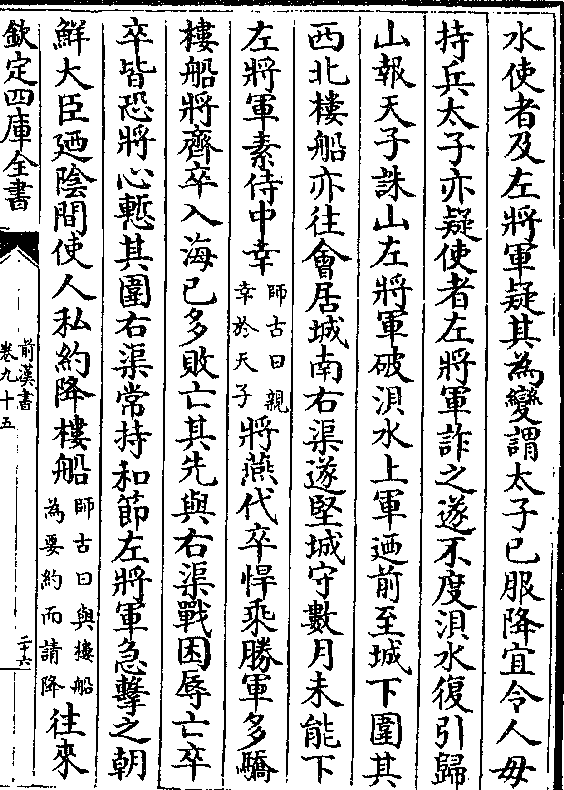 水使者及左將軍疑其為變謂太子已服降宜令人毋
持兵太子亦疑使者左將軍詐之遂不度浿水復引歸
山報天子誅山左將軍破浿水上軍迺前至城下圍其
西北樓船亦往會居城南右渠遂堅城守數月未能下
左將軍素侍中幸師古曰親幸於天子將燕代卒悍乘勝軍多驕
樓船將齊卒入海已多敗亡其先與右渠戰困辱亡卒
卒皆恐將心慙其圍右渠常持和節左將軍急擊之朝
鮮大臣迺陰間使人私約降樓船師古曰與樓船為要約而請降往來
欽定四庫全書
前漢書
卷九十五
二十六